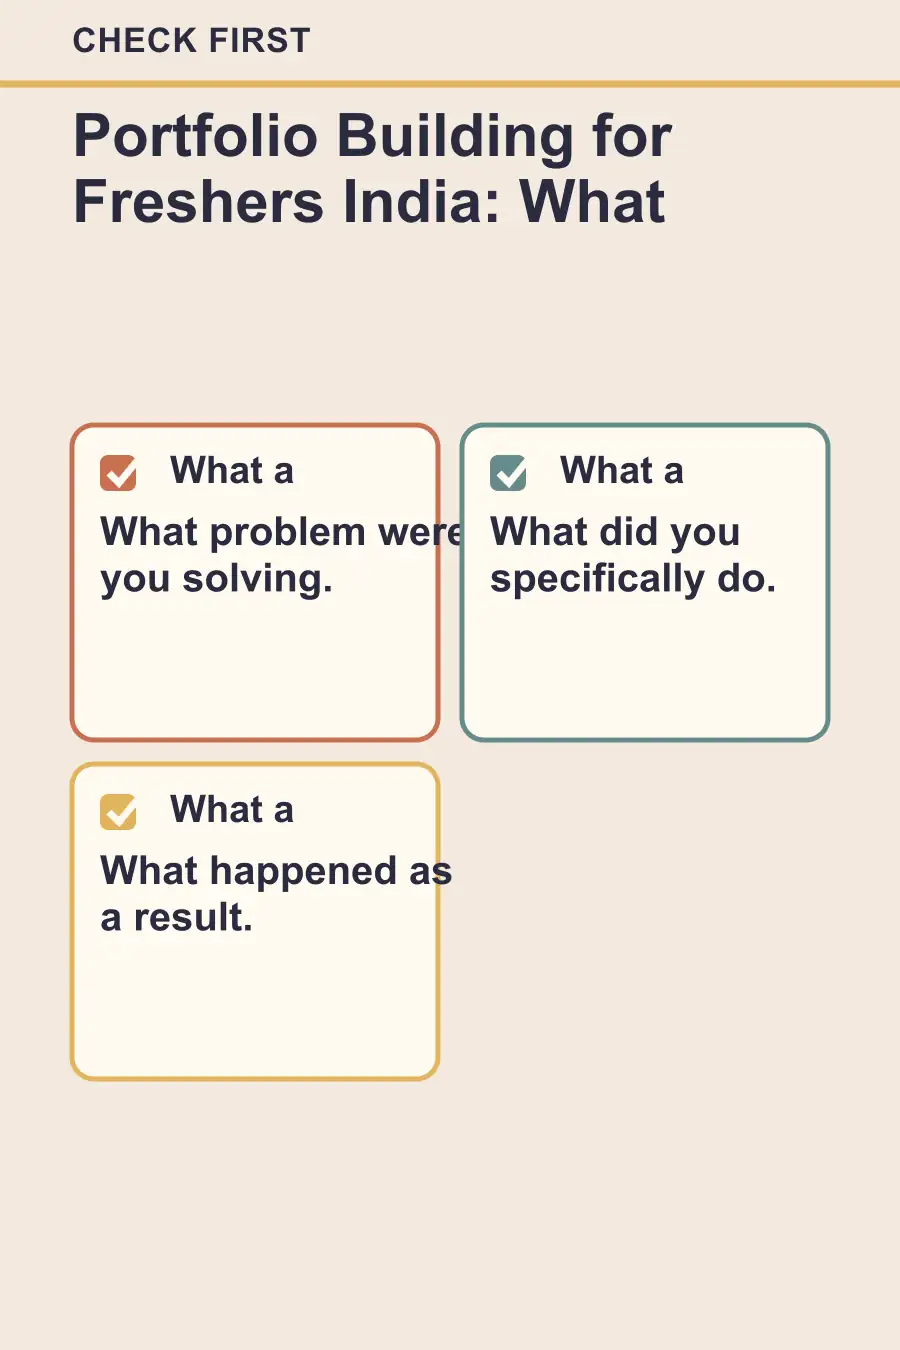 CHECK FIRST
Portfolio Building for
Freshers India: What
What a
What problem were
you solving.
What a
What did you
specifically do.
What a
What happened as
a result.